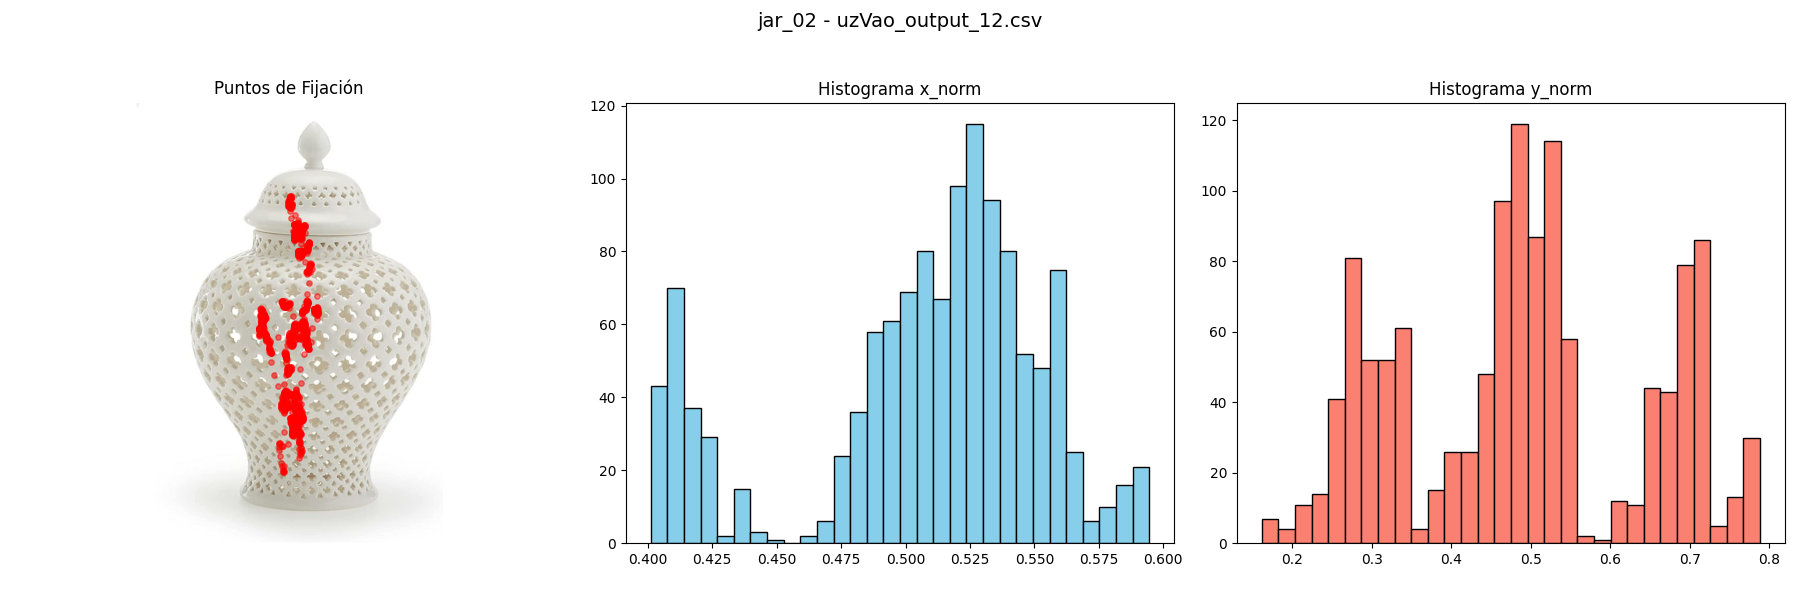 jar_02 - uzVao_output_12.csv
Puntos de Fijación
Histograma x_norm
120
100
80
60
40
20
0
0.400 0.425 0.450 0.475 0.500 0.525 0.550 0.575 0.600
Histograma y_norm
120
100
80
60
40
20
0
0.2 0.3 0.4 0.5 0.6 0.7 0.8